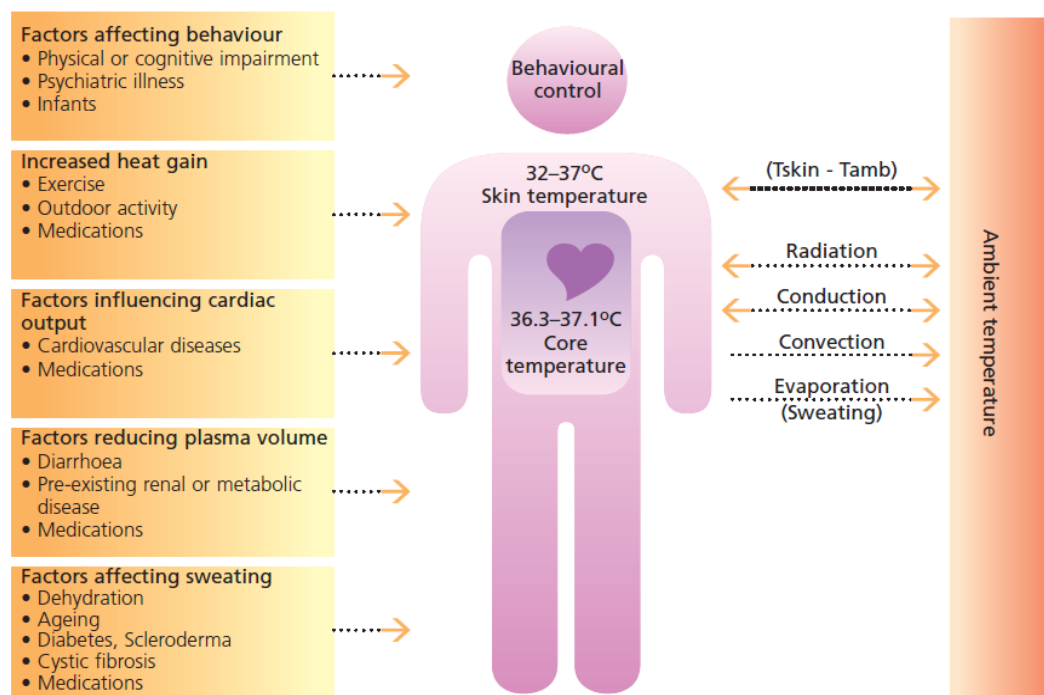 Factors affecting behaviour
• Physical or cognitive impairment
• Psychiatric illness
• Infants
Increased heat gain
• Exercise
• Outdoor activity
• Medications
Factors influencing cardiac
output
• Cardiovascular diseases
• Medications
Factors reducing plasma volume
• Diarrhoea
• Pre-existing renal or metabolic
disease
• Medications
Factors affecting sweating
• Dehydration
• Ageing
• Diabetes, Scleroderma
• Cystic fibrosis
• Medications
Behavioural
control
32–37ºC
Skin temperature
36.3–37.1ºC
Core
temperature
(Tskin - Tamb)
Radiation
Conduction
Convection
Evaporation
(Sweating)
Ambient temperature